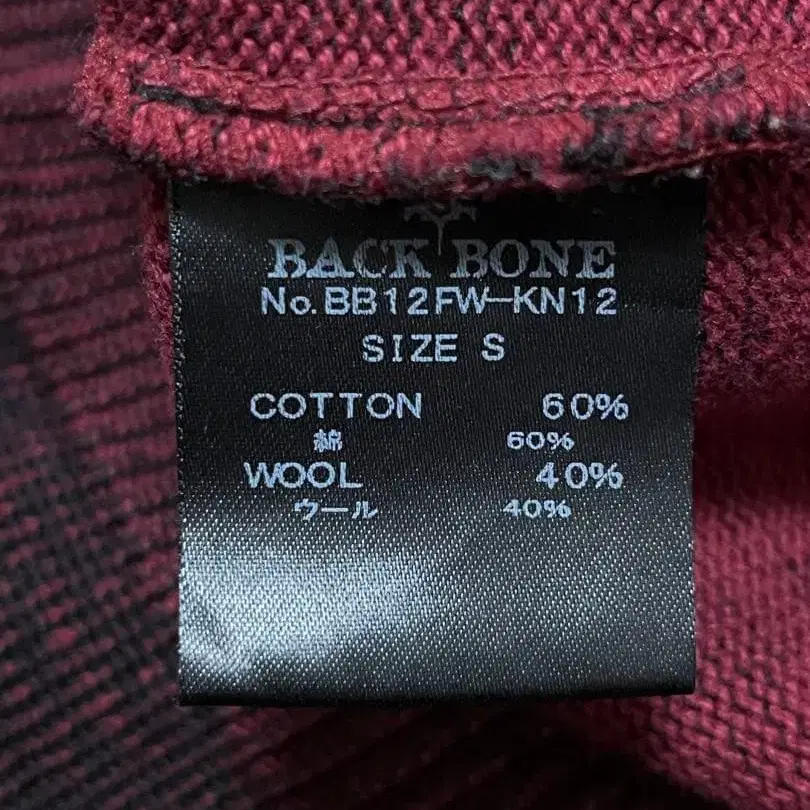 BACK BONE
No.BB12FW-KN12
SIZE S
COTTON 60%
綿 60%
WOOL 40%
ウール 40%